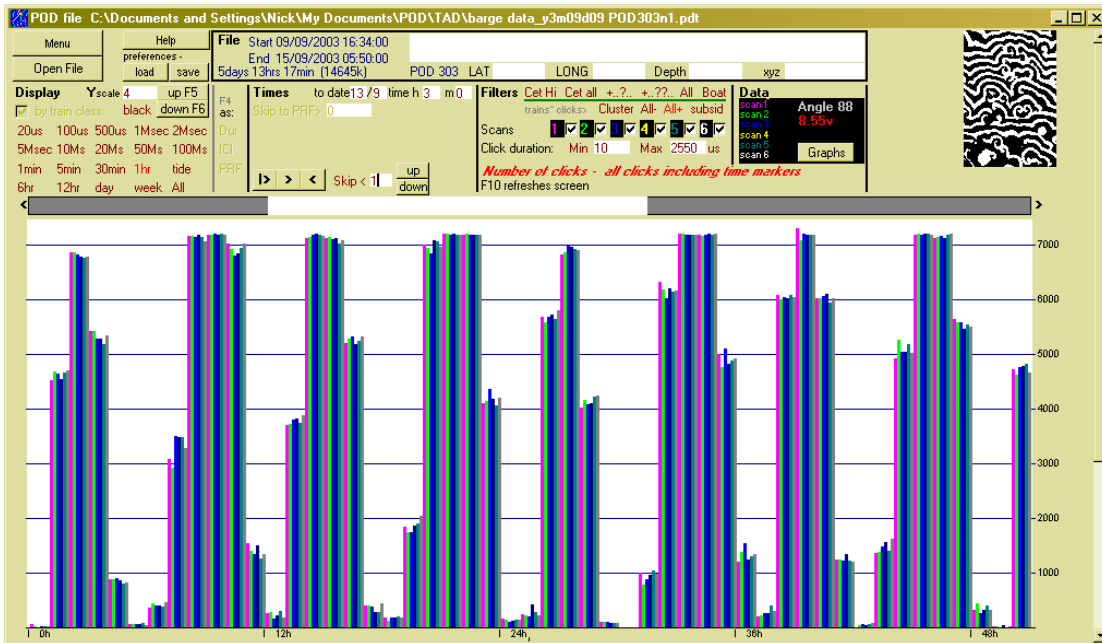 POD file C:\Documents and Settings\Nick\My Documents\POD\TAD\barge data_y3m09d09 POD303n1.pdt
Menu
Help
preferences -
Open File
load save
File Start 09/09/2003 16:34:00
End 15/09/2003 05:50:00
5days 13hrs 17min (14645k) POD 303 LAT LONG Depth xyz
Display Yscale 4 up F5
by train class black down F6
20us 100us 500us 1Msec 2Msec
5Msec 10Ms 20Ms 50Ms 100Ms
1min 5min 30min 1hr tide
6hr 12hr day week All
F4
as:
Dur
ICI
PRF
Times to date 13 / 9 time h 3 m 0
Skip to PRF> 0
|> > < Skip < 1 up
down
Filters Cet Hi Cet all +..?.. +..??.. All Boat
trains^ clicks> Cluster All- All+ subsid
Scans 1 2 3 4 5 6
Click duration: Min 10 Max 2550 us
Number of clicks - all clicks including time markers
F10 refreshes screen
Data
scan 1
scan 2
scan 3
scan 4
scan 5
scan 6
Angle 88
8.55v
Graphs
< >
7000
6000
5000
4000
3000
2000
1000
0h 12h 24h 36h 48h